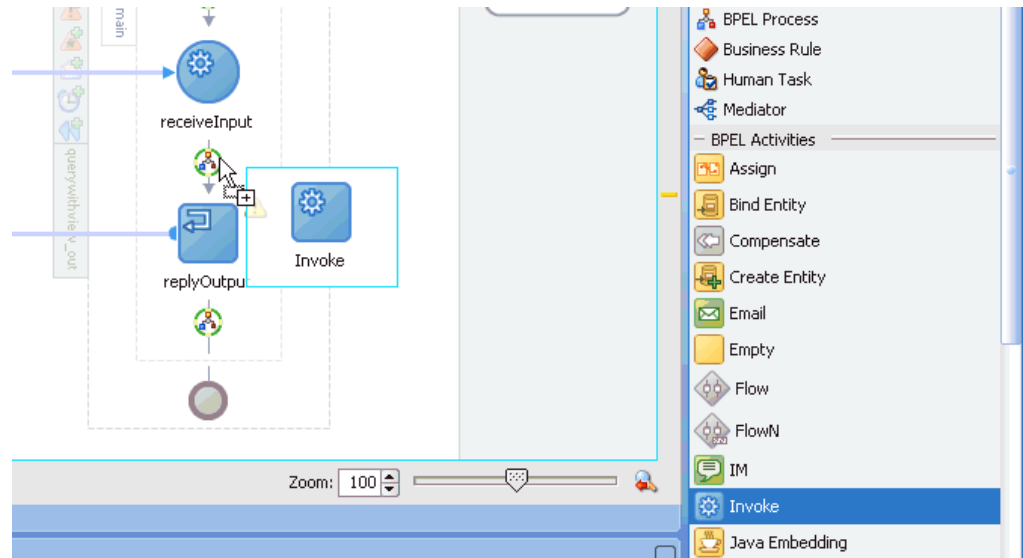 main
receiveInput
querywithview_out
Invoke
replyOutpu
Zoom: 100
BPEL Process
Business Rule
Human Task
Mediator
BPEL Activities
Assign
Bind Entity
Compensate
Create Entity
Email
Empty
Flow
FlowN
IM
Invoke
Java Embedding